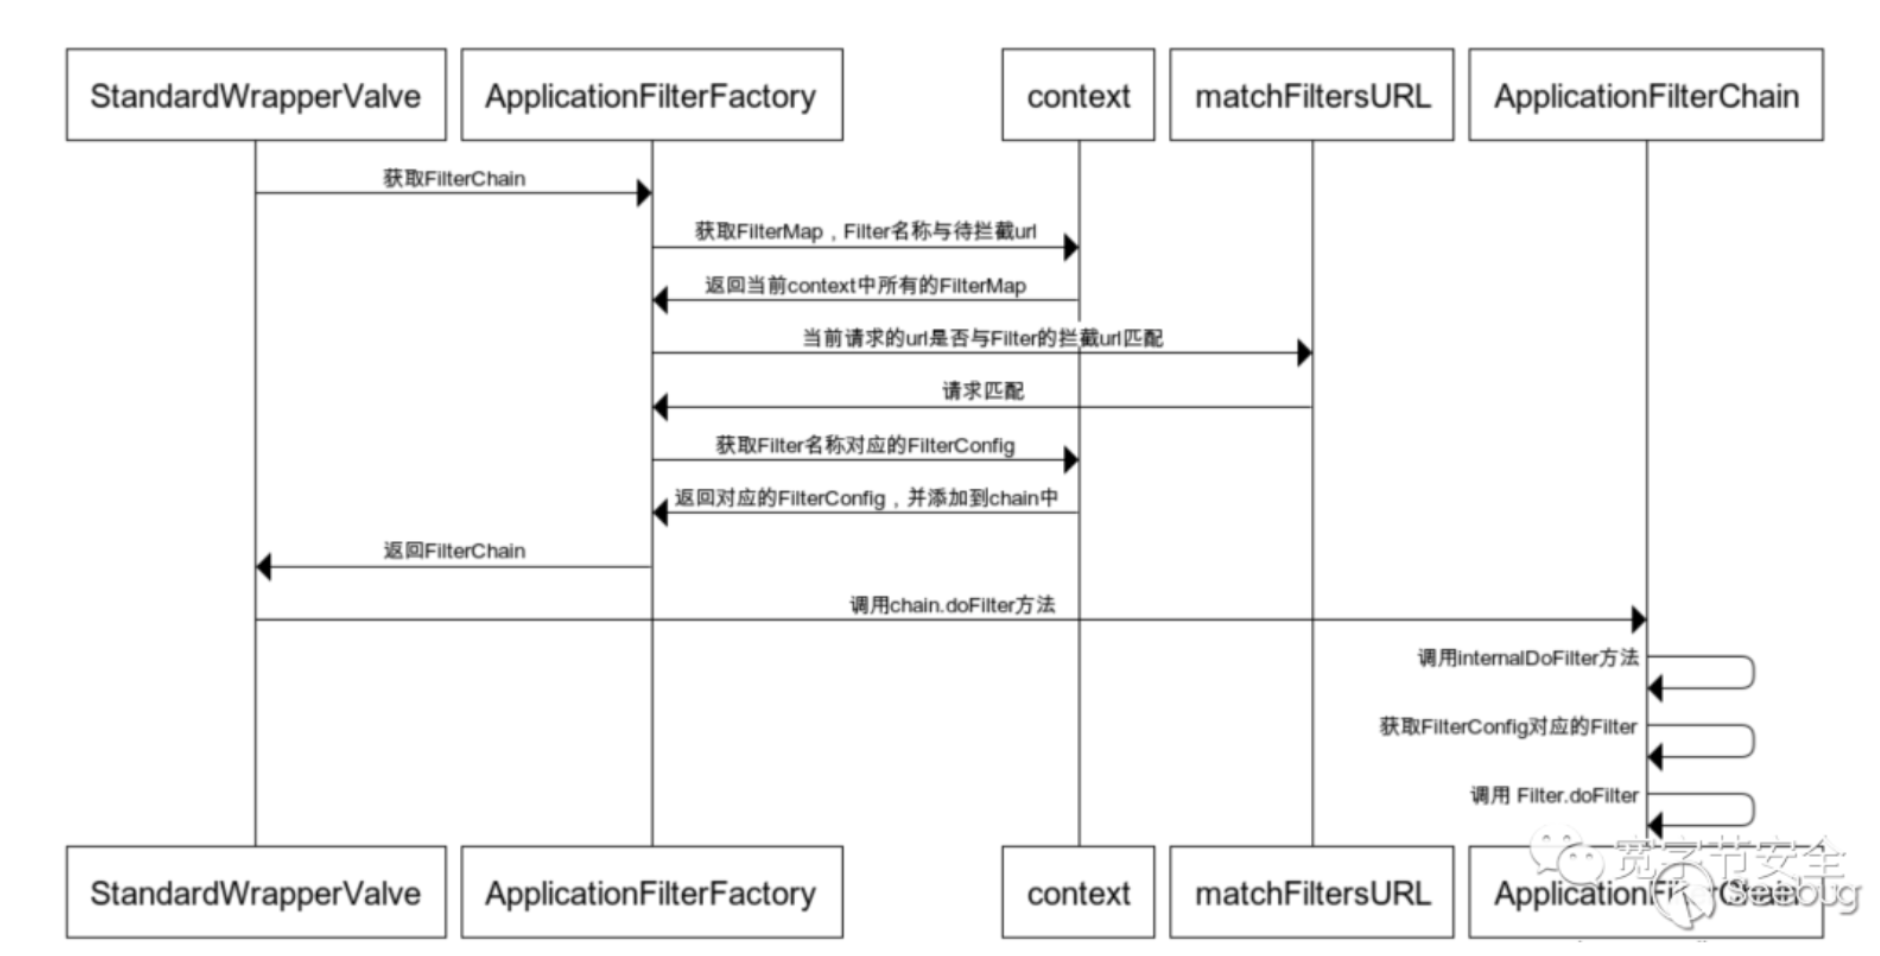 StandardWrapperValve
ApplicationFilterFactory
context
matchFiltersURL
ApplicationFilterChain
获取FilterChain
获取FilterMap，Filter名称与待拦截url
返回当前context中所有的FilterMap
当前请求的url是否与Filter的拦截url匹配
请求匹配
获取Filter名称对应的FilterConfig
返回对应的FilterConfig，并添加到chain中
返回FilterChain
调用chain.doFilter方法
调用internalDoFilter方法
获取FilterConfig对应的Filter
调用 Filter.doFilter
StandardWrapperValve
ApplicationFilterFactory
context
matchFiltersURL
ApplicationFilterChain
宽字节安全
Seebug